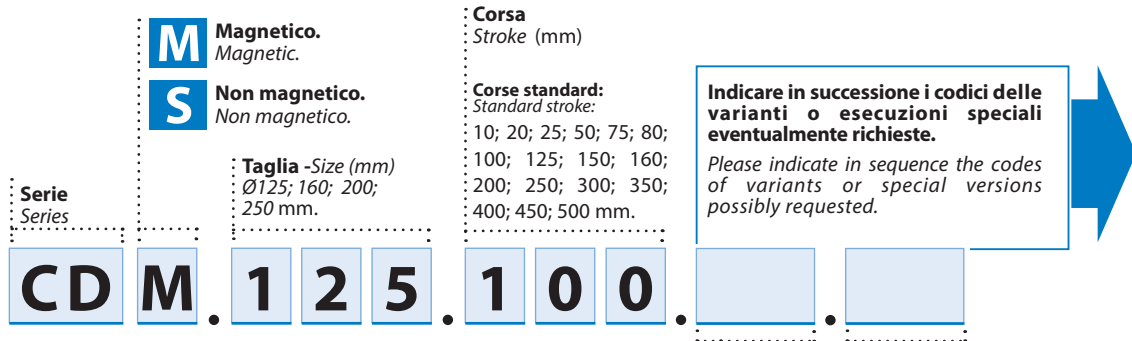 M Magnetico.
Magnetic.
S Non magnetico.
Non magnetico.
Serie
Series
Taglia -Size (mm)
Ø125; 160; 200;
250 mm.
Corsa
Stroke (mm)
Corse standard:
Standard stroke:
10; 20; 25; 50; 75; 80;
100; 125; 150; 160;
200; 250; 300; 350;
400; 450; 500 mm.
Indicare in successione i codici delle
varianti o esecuzioni speciali
eventualmente richieste.
Please indicate in sequence the codes
of variants or special versions
possibly requested.
CD M . 1 2 5 . 1 0 0 . .